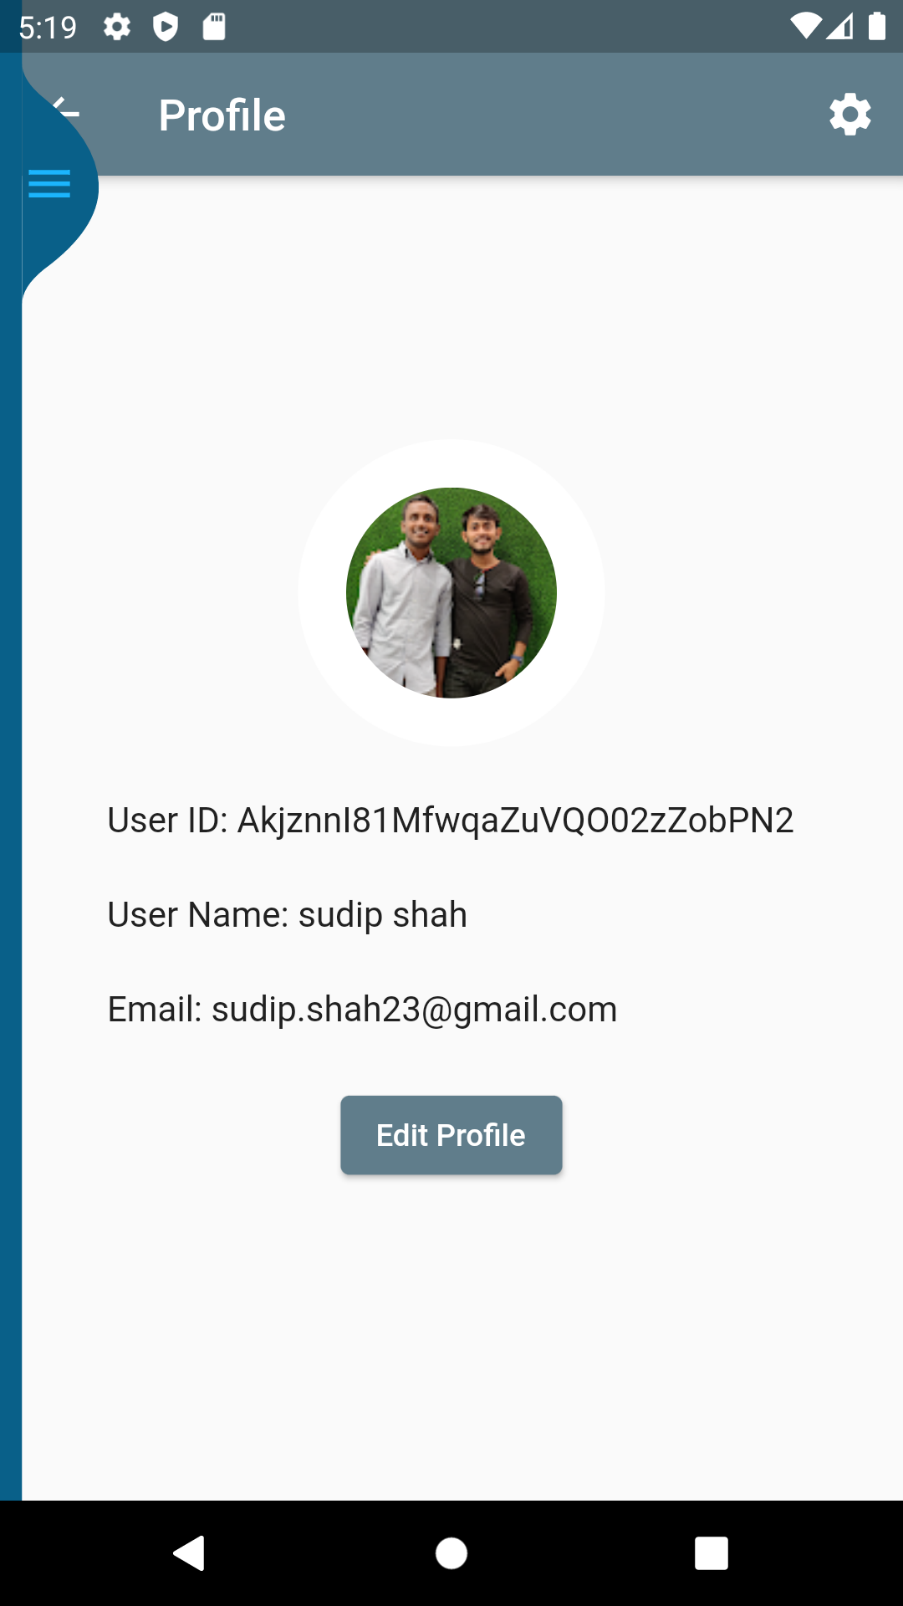 5:19
Profile
User ID: AkjznnI81MfwqaZuVQO02zZobPN2
User Name: sudip shah
Email: sudip.shah23@gmail.com
Edit Profile